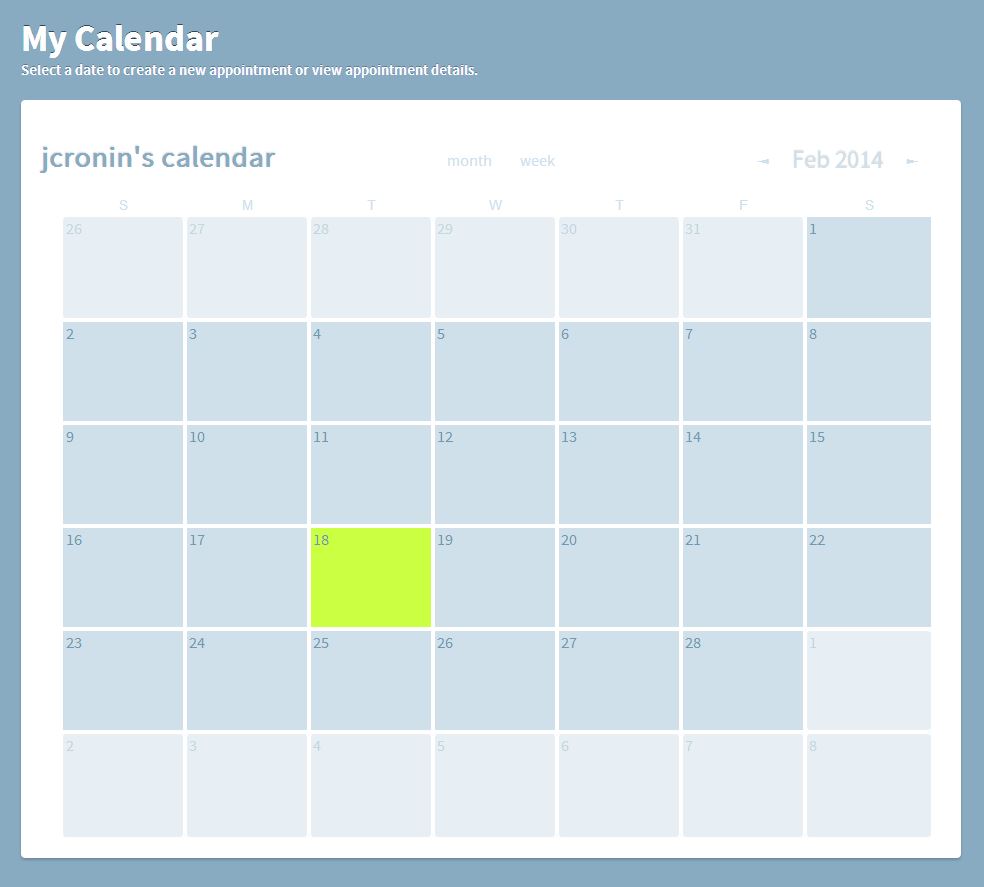 My Calendar
Select a date to create a new appointment or view appointment details.
jcronin's calendar month week ◄ Feb 2014 ►
S M T W T F S
26 27 28 29 30 31 1
2 3 4 5 6 7 8
9 10 11 12 13 14 15
16 17 18 19 20 21 22
23 24 25 26 27 28 1
2 3 4 5 6 7 8